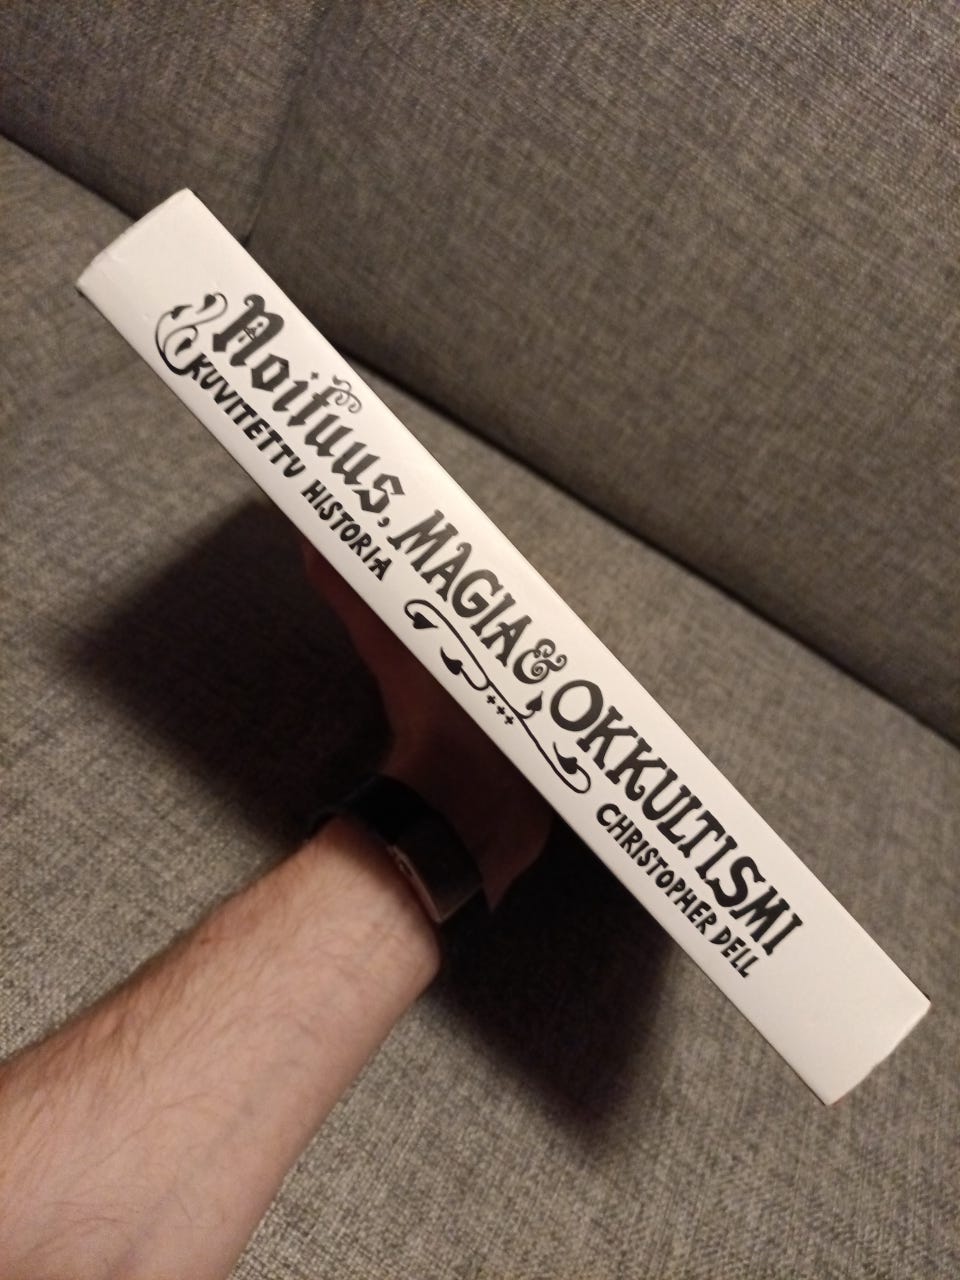 Noituus, MAGIA & OKKULTISMI
KUVITETTU HISTORIA
CHRISTOPHER DELL